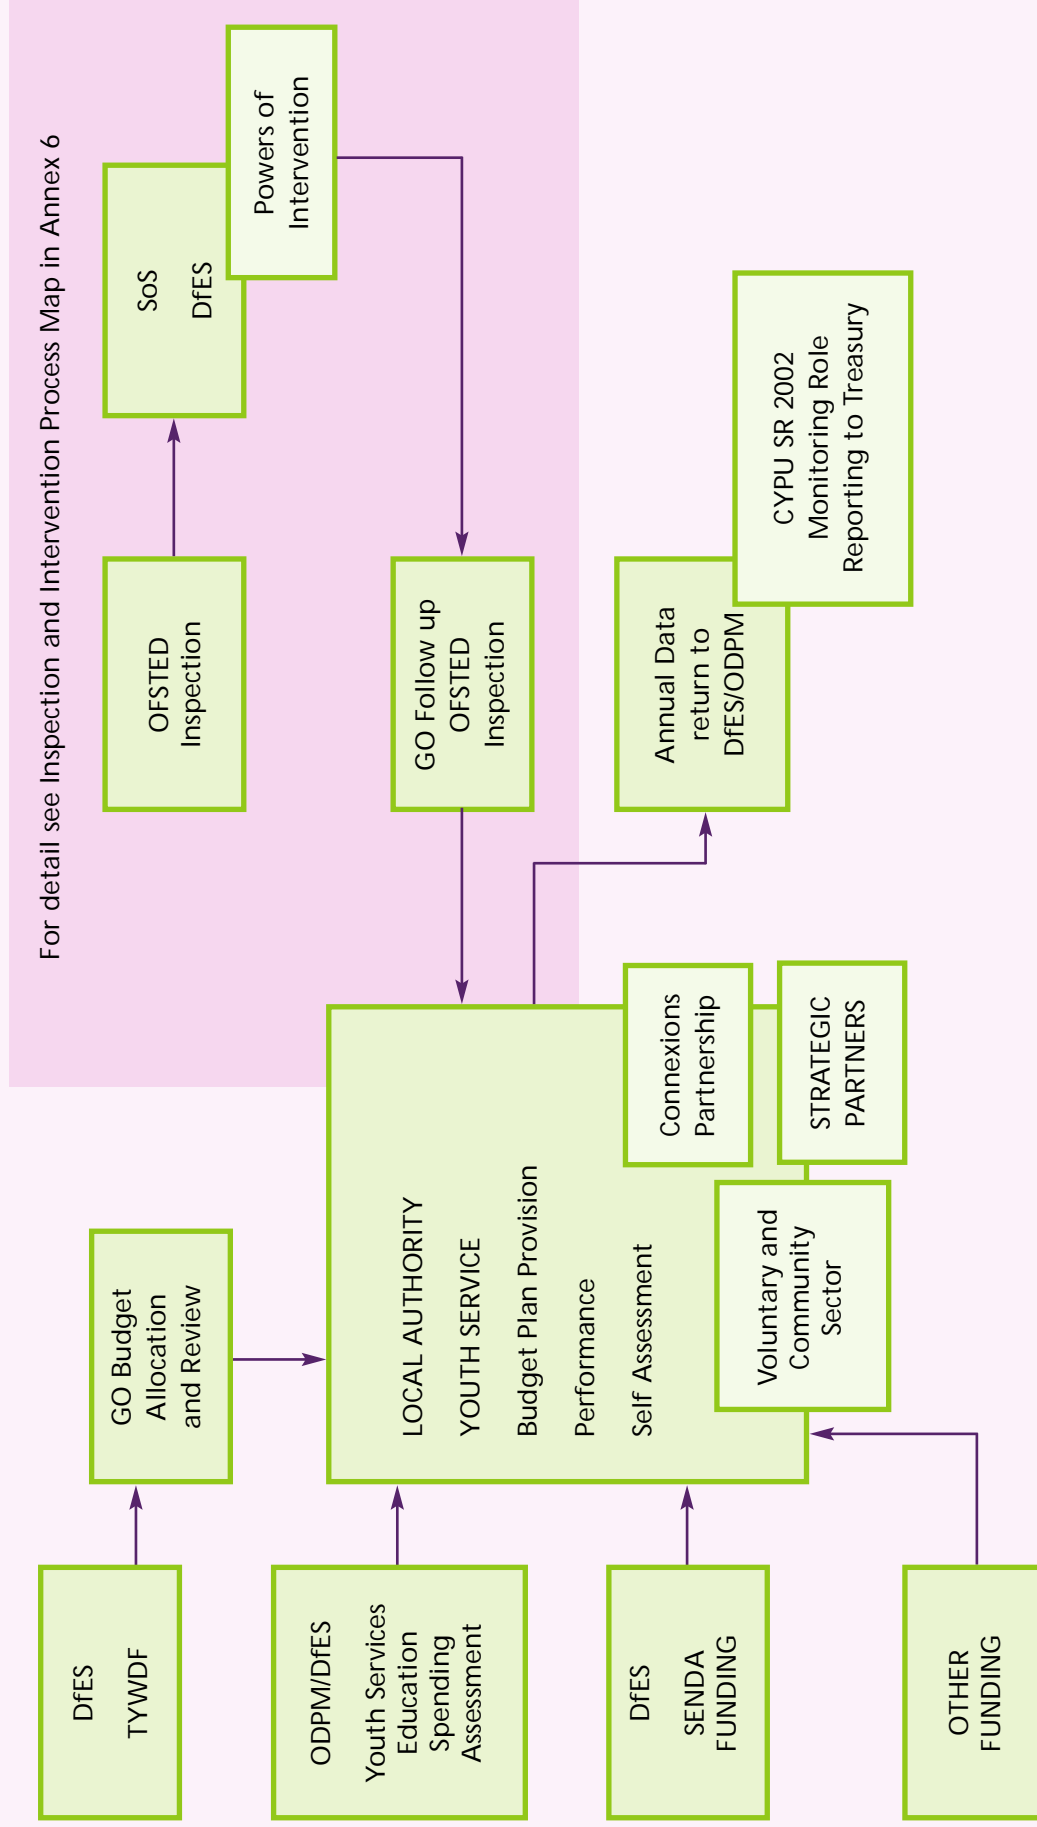 For detail see Inspection and Intervention Process Map in Annex 6
DfES
TYWDF
GO Budget
Allocation
and Review
OFSTED
Inspection
SoS
DfES
Powers of
Intervention
ODPM/DfES
Youth Services
Education
Spending
Assessment
LOCAL AUTHORITY
YOUTH SERVICE
Budget Plan Provision
Performance
Self Assessment
GO Follow up
OFSTED
Inspection
DfES
SENDA
FUNDING
Connexions
Partnership
Voluntary and
Community
Sector
STRATEGIC
PARTNERS
Annual Data
return to
DfES/ODPM
CYPU SR 2002
Monitoring Role
Reporting to Treasury
OTHER
FUNDING